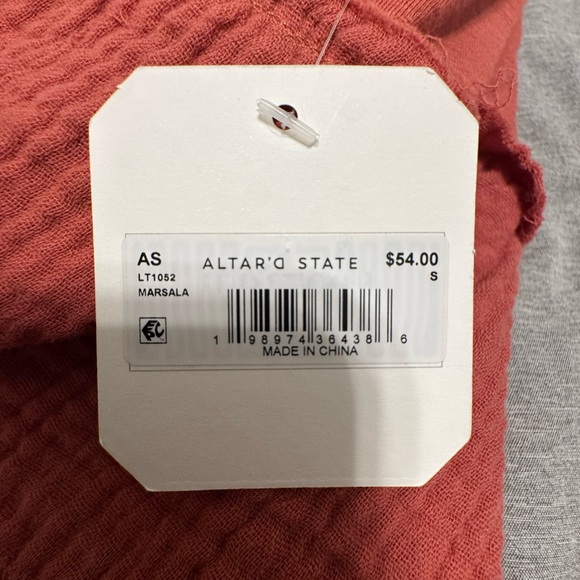 AS ALTAR'D STATE $54.00
LT1052 S
MARSALA
1 98974 36438 6
MADE IN CHINA